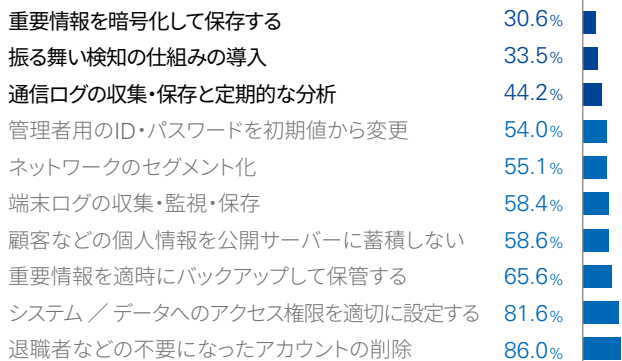 重要情報を暗号化して保存する 30.6%
振る舞い検知の仕組みの導入 33.5%
通信ログの収集・保存と定期的な分析 44.2%
管理者用のID・パスワードを初期値から変更 54.0%
ネットワークのセグメント化 55.1%
端末ログの収集・監視・保存 58.4%
顧客などの個人情報を公開サーバーに蓄積しない 58.6%
重要情報を適時にバックアップして保管する 65.6%
システム ／ データへのアクセス権限を適切に設定する 81.6%
退職者などの不要になったアカウントの削除 86.0%